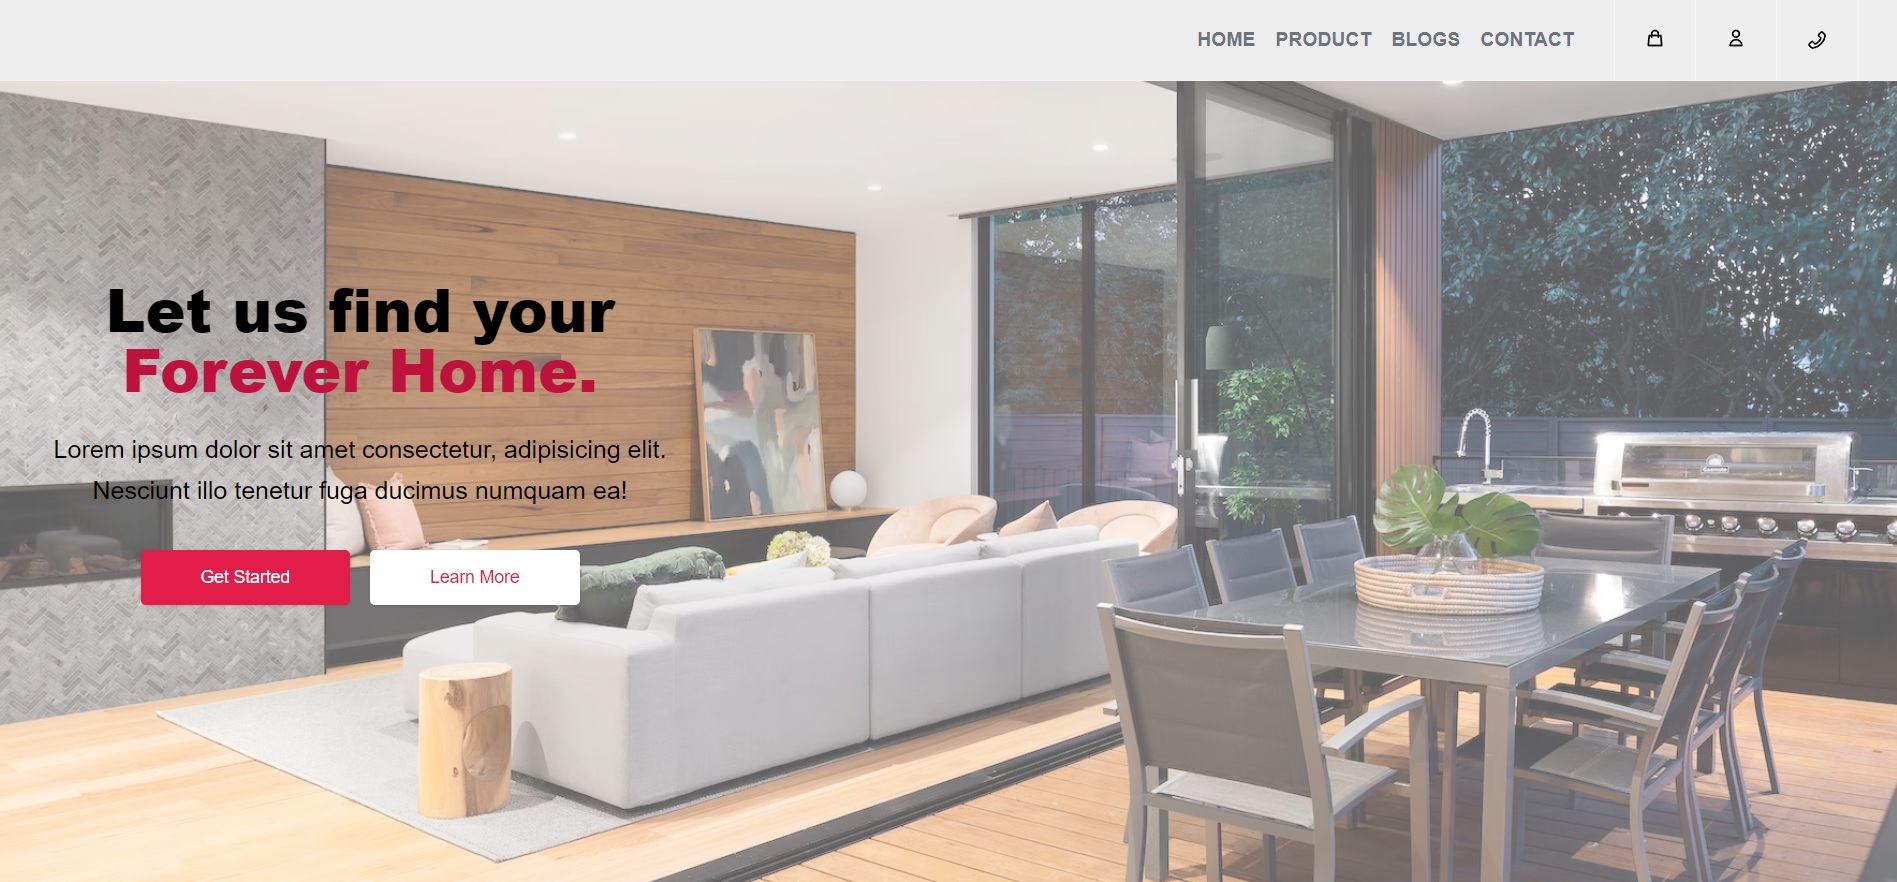 HOME PRODUCT BLOGS CONTACT
Let us find your
Forever Home.
Lorem ipsum dolor sit amet consectetur, adipisicing elit.
Nesciunt illo tenetur fuga ducimus numquam ea!
Get Started Learn More